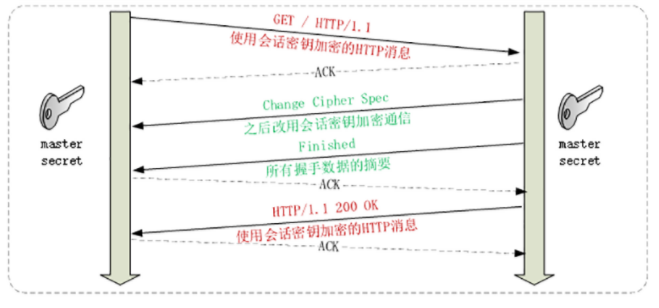 GET / HTTP/1.1
使用会话密钥加密的HTTP消息
ACK
Change Cipher Spec
之后改用会话密钥加密通信
master
secret
master
secret
Finished
所有握手数据的摘要
ACK
HTTP/1.1 200 OK
使用会话密钥加密的HTTP消息
ACK